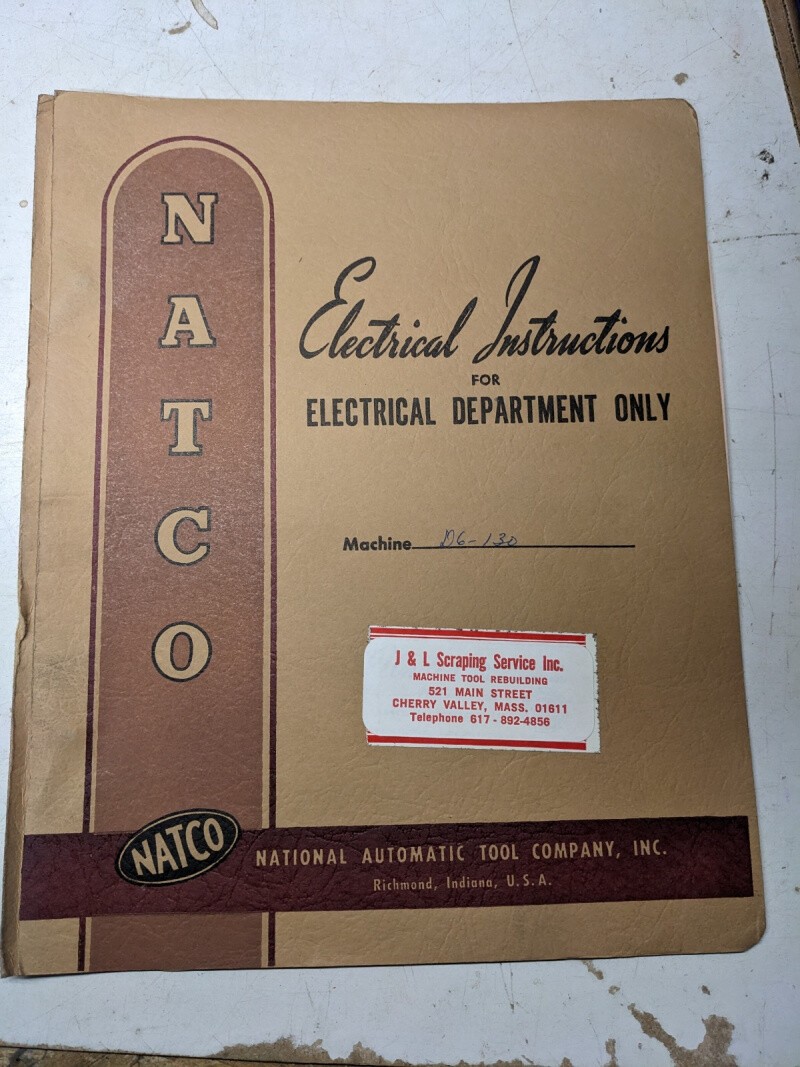 N
A
T
C
O
Electrical Instructions
FOR
ELECTRICAL DEPARTMENT ONLY
Machine D6-130
J & L Scraping Service Inc.
MACHINE TOOL REBUILDING
521 MAIN STREET
CHERRY VALLEY, MASS. 01611
Telephone 617-892-4856
NATCO
NATIONAL AUTOMATIC TOOL COMPANY, INC.
Richmond, Indiana, U.S.A.